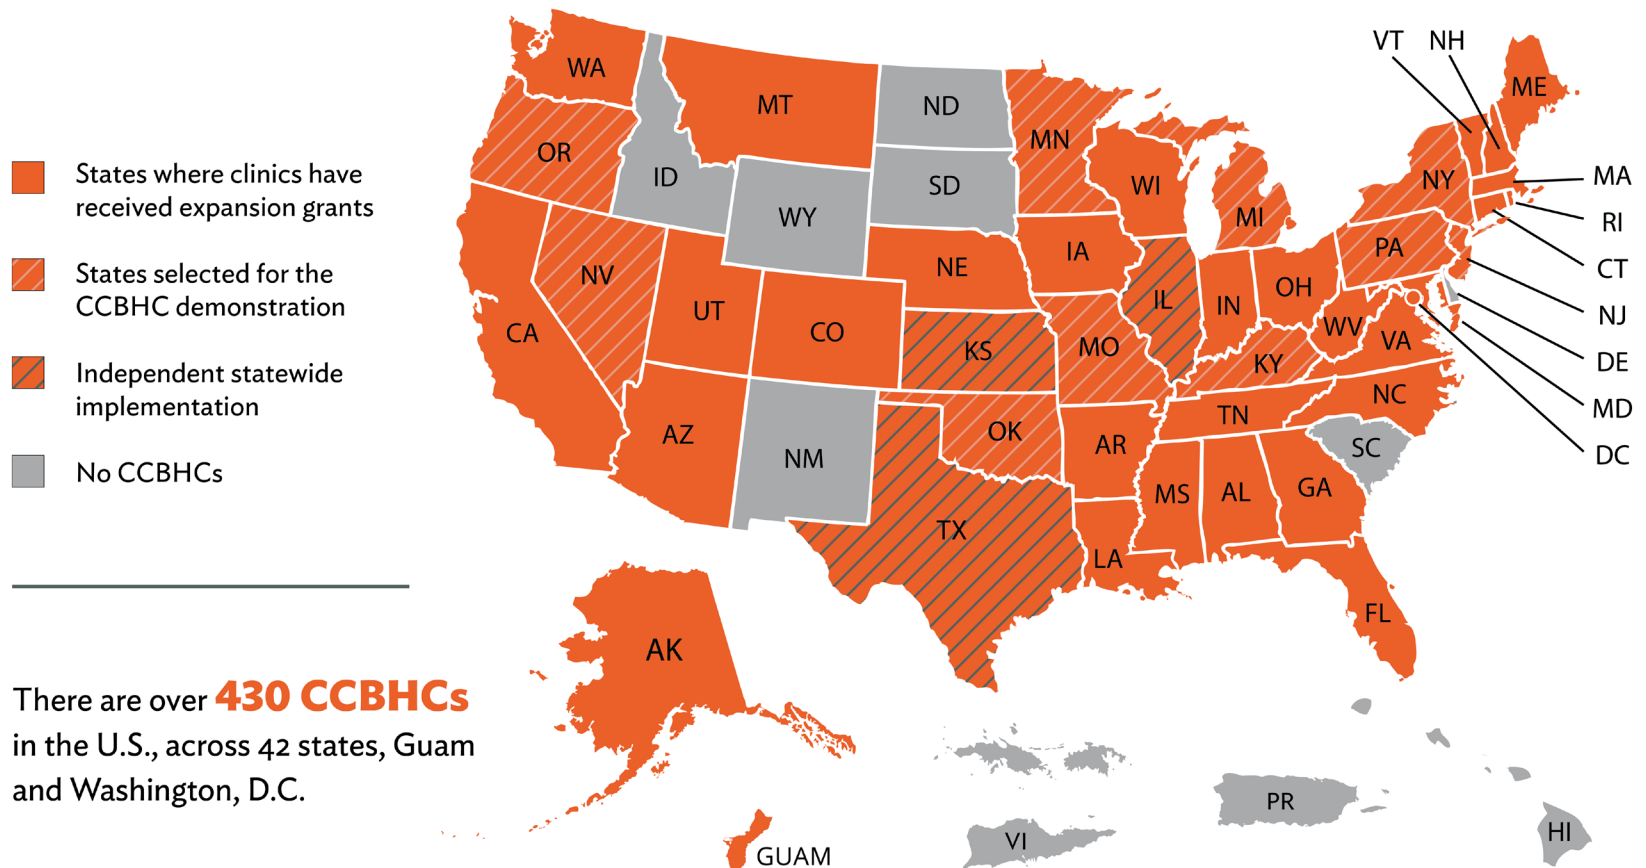 States where clinics have
received expansion grants
States selected for the
CCBHC demonstration
Independent statewide
implementation
No CCBHCs
There are over 430 CCBHCs
in the U.S., across 42 states, Guam
and Washington, D.C.
VT NH
WA
ME
MT
ND
MN
OR
ID
SD
WI
NY
MA
WY
MI
RI
NV
NE
IA
PA
CT
UT
IL
IN
OH
NJ
CA
CO
KS
MO
WV
VA
DE
KY
NC
MD
AZ
OK
TN
NM
AR
SC
DC
MS
AL
GA
TX
LA
FL
AK
PR
VI
HI
GUAM